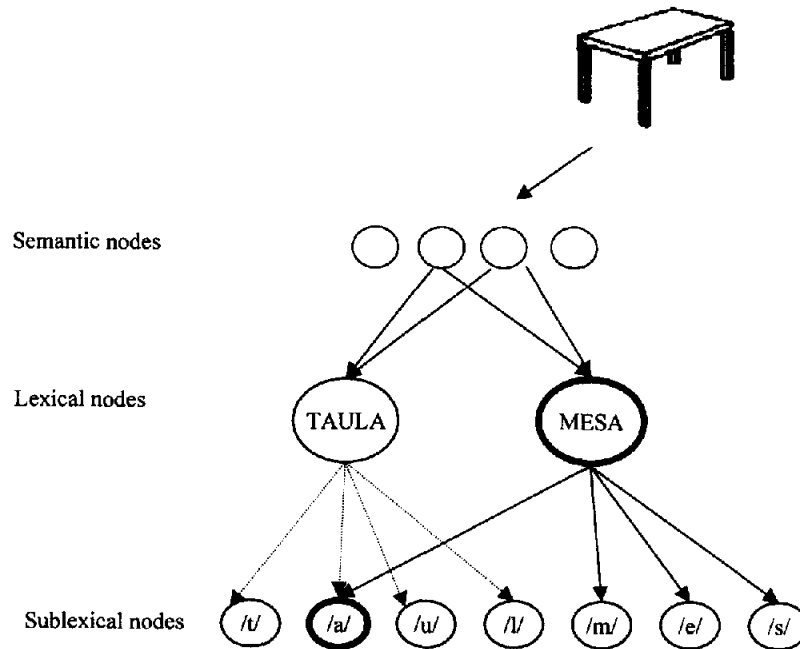 Semantic nodes
Lexical nodes
TAULA MESA
Sublexical nodes /t/ /a/ /u/ /l/ /m/ /e/ /s/